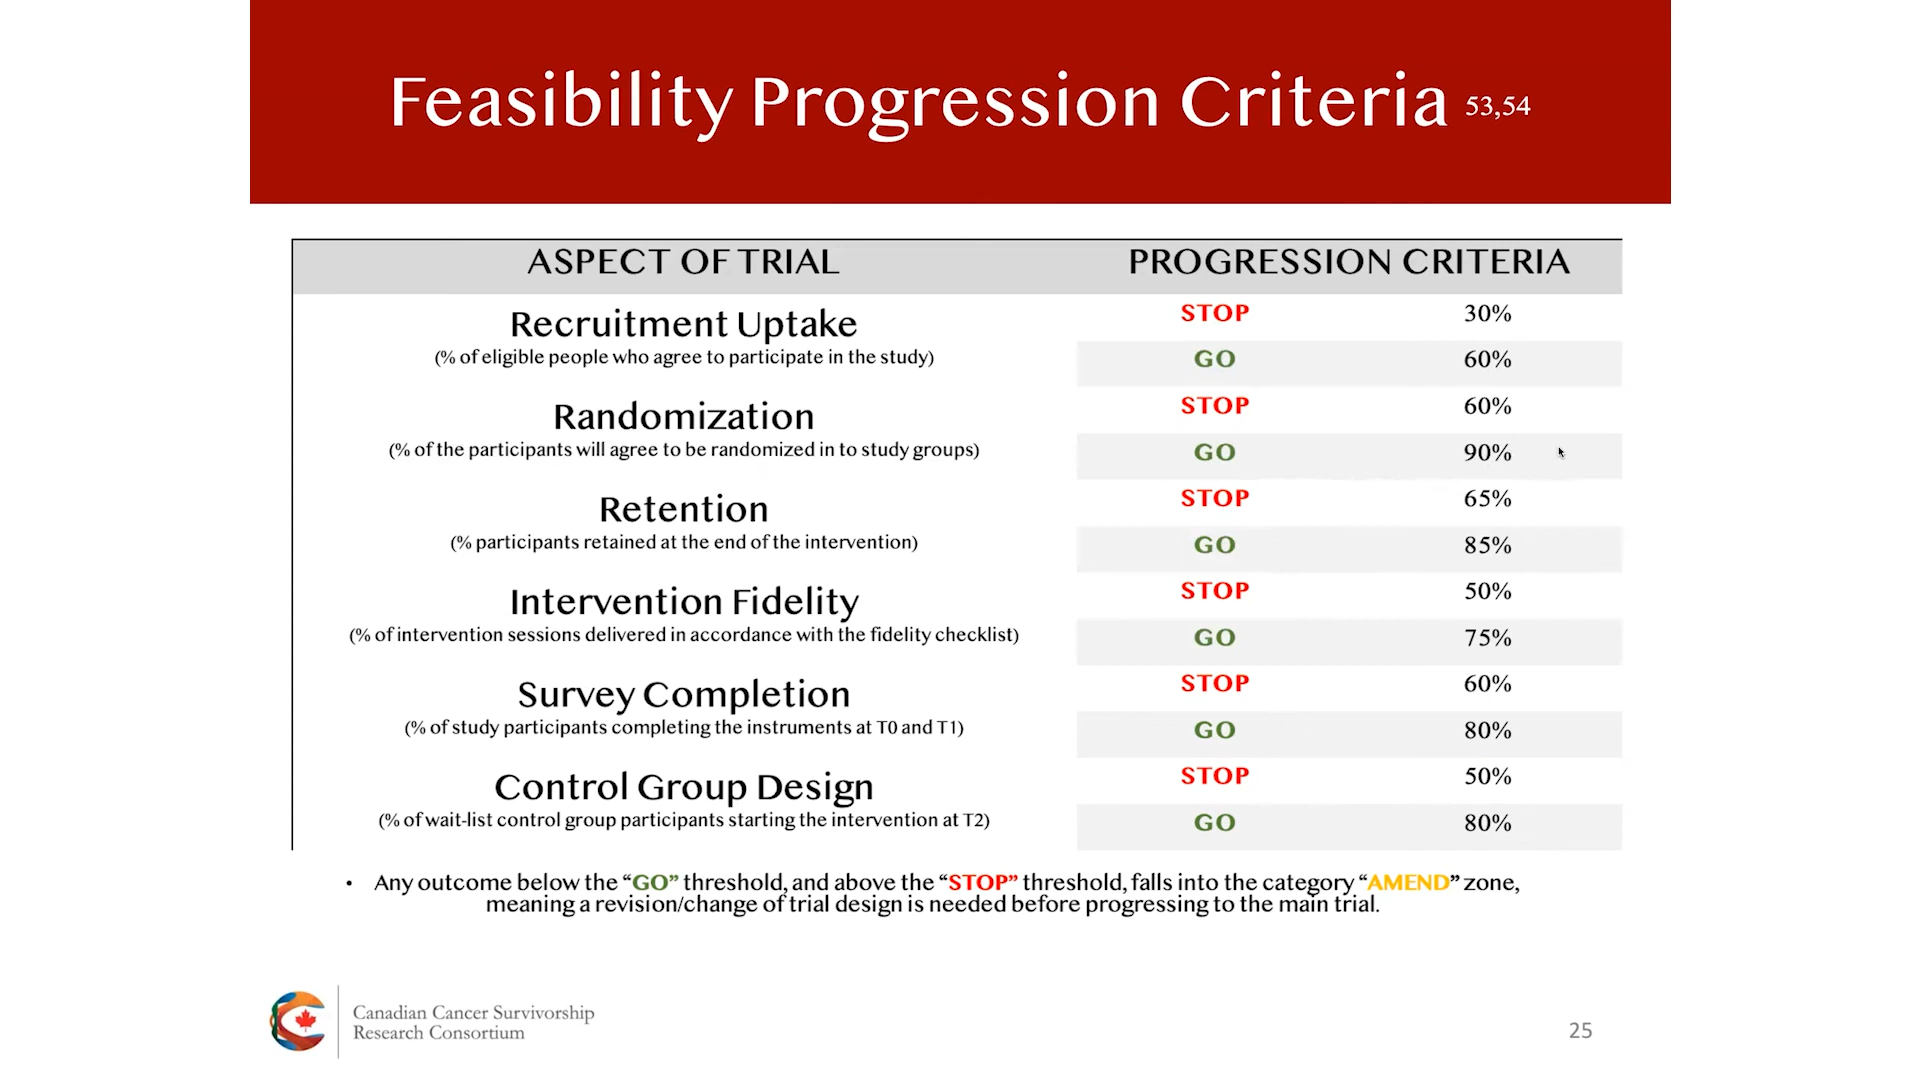 Feasibility Progression Criteria 53,54
ASPECT OF TRIAL PROGRESSION CRITERIA
Recruitment Uptake
(% of eligible people who agree to participate in the study)
STOP 30%
GO 60%
Randomization
(% of the participants will agree to be randomized in to study groups)
STOP 60%
GO 90%
Retention
(% participants retained at the end of the intervention)
STOP 65%
GO 85%
Intervention Fidelity
(% of intervention sessions delivered in accordance with the fidelity checklist)
STOP 50%
GO 75%
Survey Completion
(% of study participants completing the instruments at T0 and T1)
STOP 60%
GO 80%
Control Group Design
(% of wait-list control group participants starting the intervention at T2)
STOP 50%
GO 80%
• Any outcome below the “GO” threshold, and above the “STOP” threshold, falls into the category “AMEND” zone,
meaning a revision/change of trial design is needed before progressing to the main trial.
Canadian Cancer Survivorship
Research Consortium
25